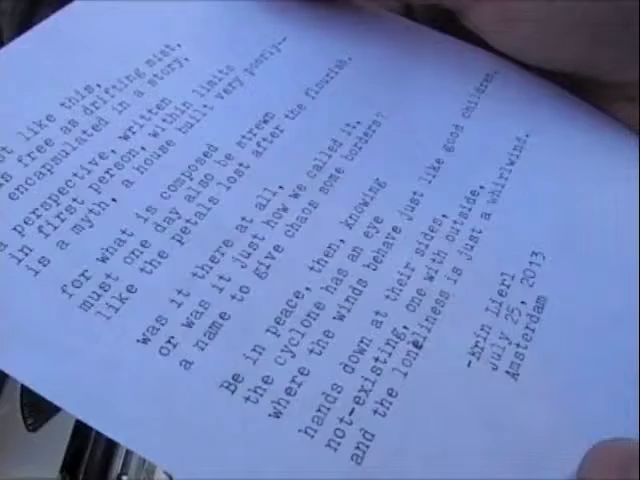 like this,
free as drifting mist,
encapsulated in a story,
a perspective, written
in first person, within limits
is a myth, a house built very poorly--
for what is composed
must one day also be strewn
like the petals lost after the flourish.
was it there at all,
or was it just how we called it,
a name to give chaos some borders?
Be in peace, then, knowing
the cyclone has an eye
where the winds behave just like good children,
hands down at their sides,
not-existing, one with outside,
and the loneliness is just a whirlwind.
-Erin Lierl
July 25, 2013
Amsterdam